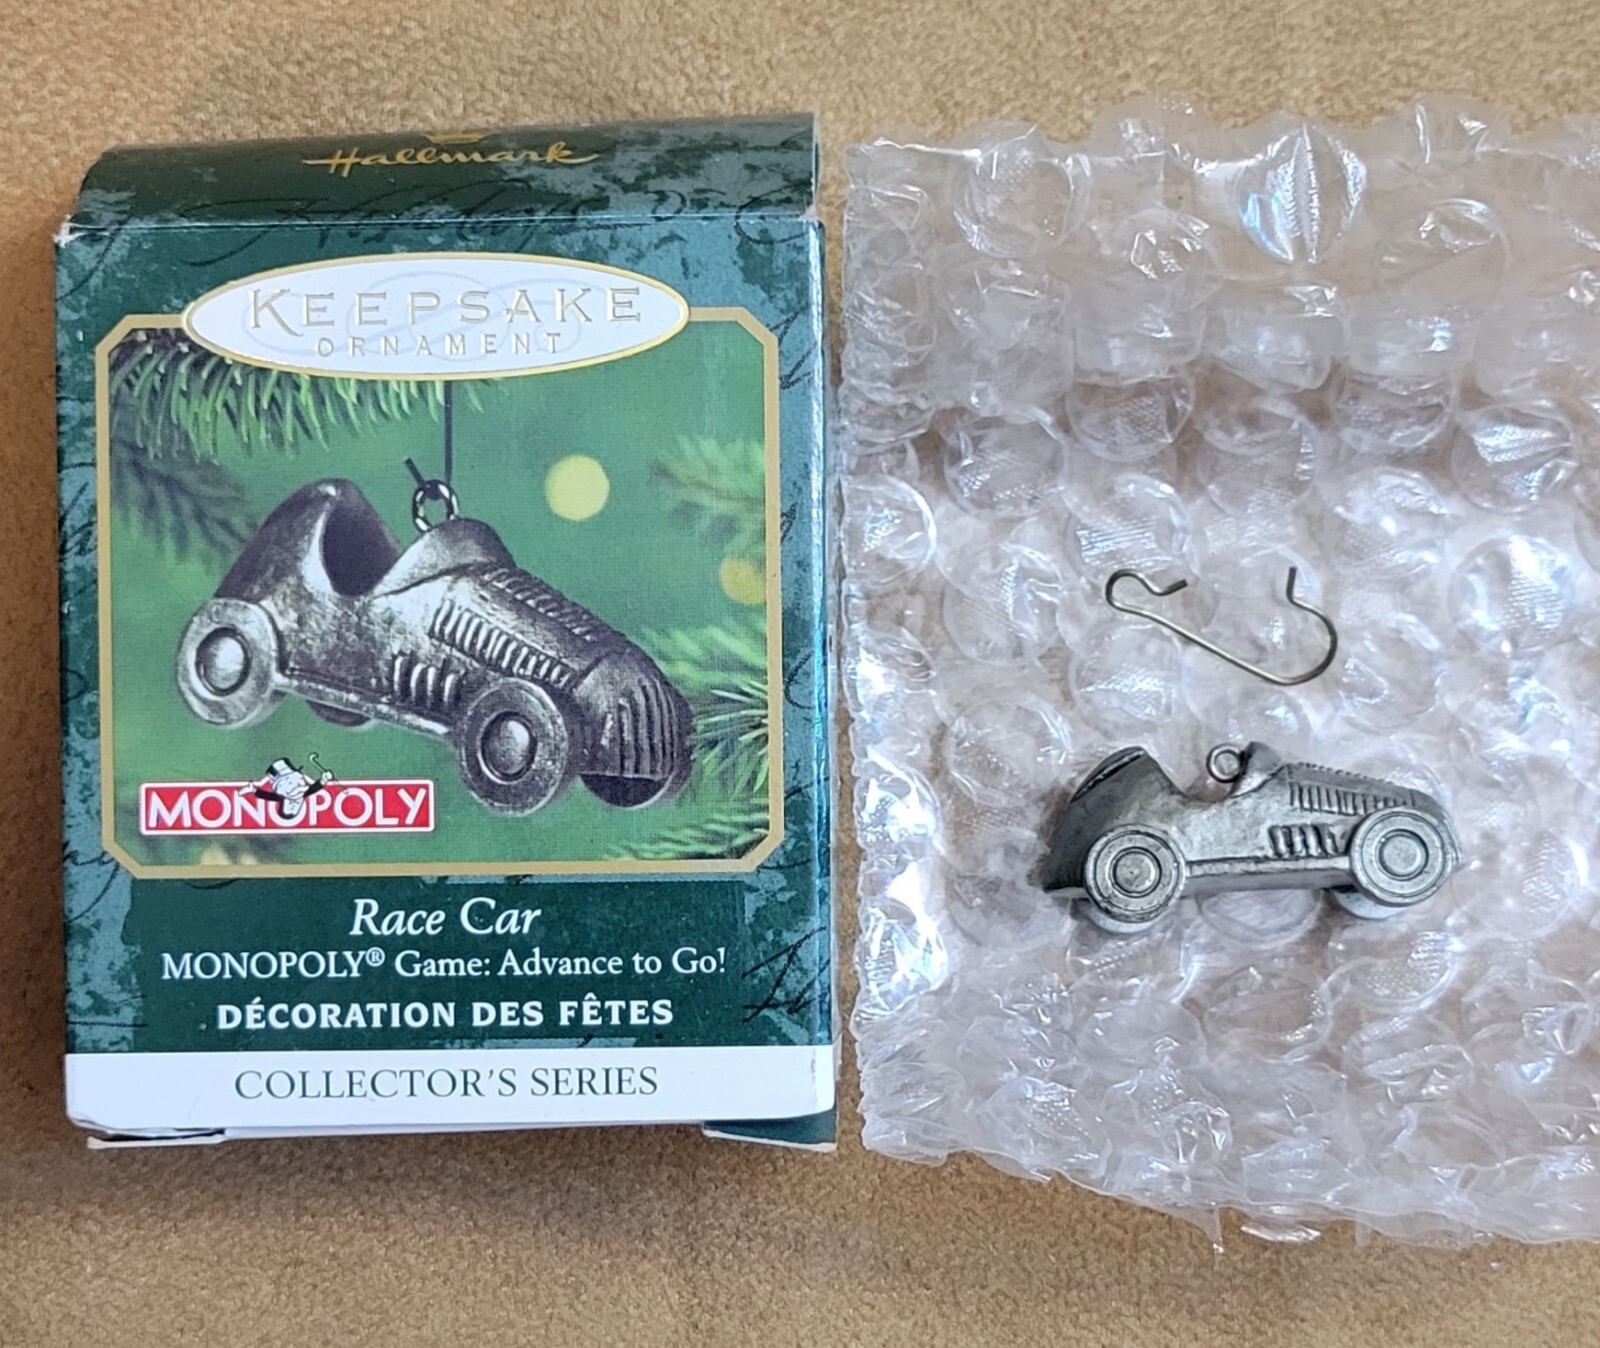 Hallmark
KEEPSAKE
ORNAMENT
MONOPOLY
Race Car
MONOPOLY® Game: Advance to Go!
DÉCORATION DES FÊTES
COLLECTOR'S SERIES